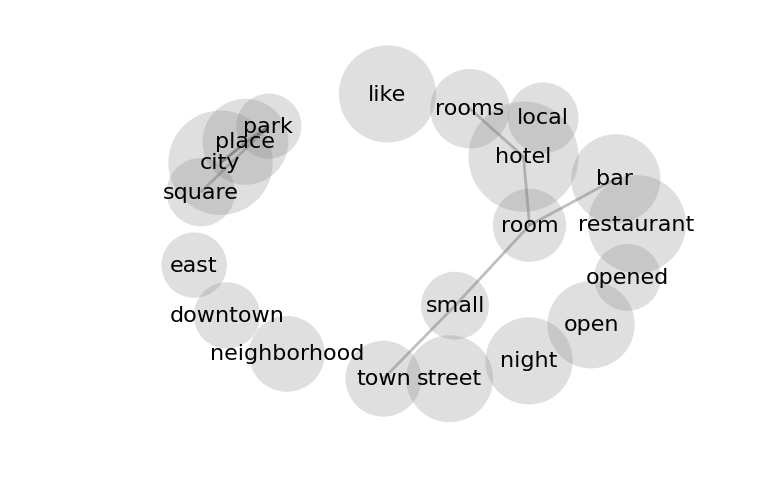 like
rooms
local
park
place
hotel
city
bar
square
restaurant
room
east
opened
small
downtown
open
neighborhood
night
town
street